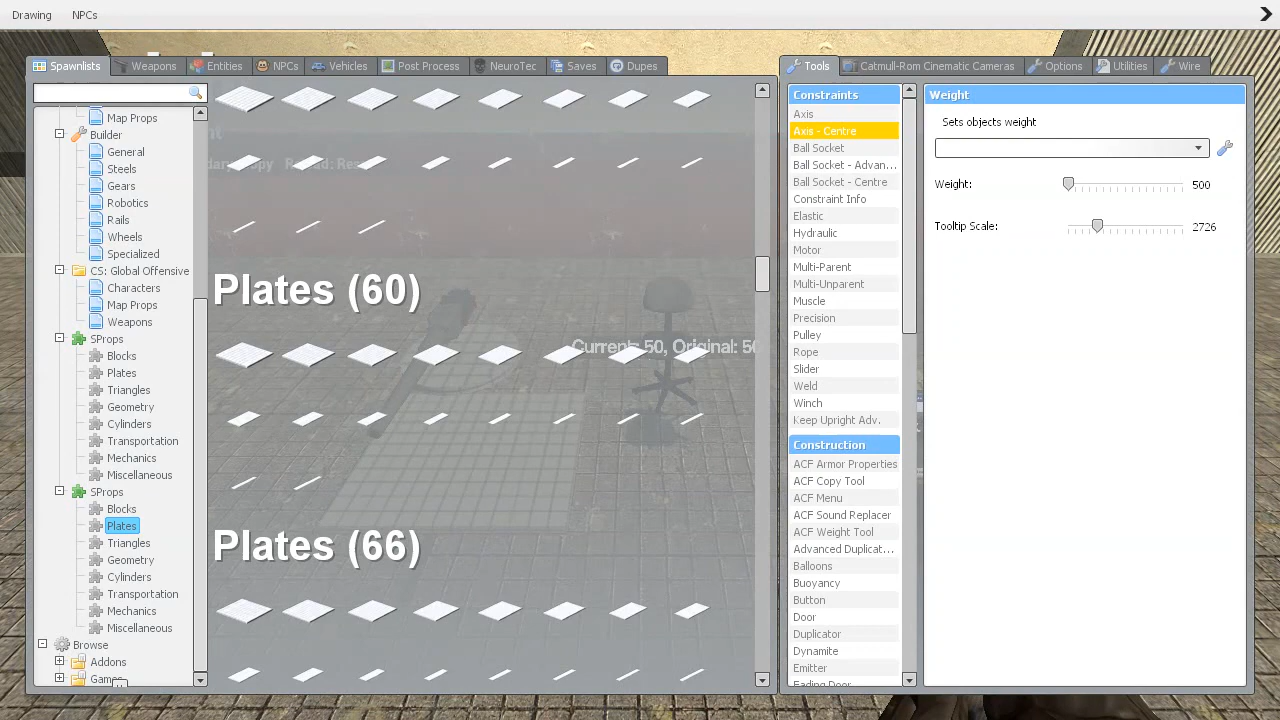 Drawing NPCs
Spawnlists Weapons Entities NPCs Vehicles Post Process NeuroTec Saves Dupes
Map Props
Builder
General
Steels
Gears
Robotics
Rails
Wheels
Specialized
CS: Global Offensive
Characters
Map Props
Weapons
SProps
Blocks
Plates
Triangles
Geometry
Cylinders
Transportation
Mechanics
Miscellaneous
SProps
Blocks
Plates
Triangles
Geometry
Cylinders
Transportation
Mechanics
Miscellaneous
Browse
Addons
Games
Plates (60)
Current: 50, Original: 50
Plates (66)
Tools Catmull-Rom Cinematic Cameras Options Utilities Wire
Constraints
Axis
Axis - Centre
Ball Socket
Ball Socket - Advan...
Ball Socket - Centre
Constraint Info
Elastic
Hydraulic
Motor
Multi-Parent
Multi-Unparent
Muscle
Precision
Pulley
Rope
Slider
Weld
Winch
Keep Upright Adv.
Construction
ACF Armor Properties
ACF Copy Tool
ACF Menu
ACF Sound Replacer
ACF Weight Tool
Advanced Duplicat...
Balloons
Buoyancy
Button
Door
Duplicator
Dynamite
Emitter
Fading Door
Weight
Sets objects weight
Weight: 500
Tooltip Scale: 2726